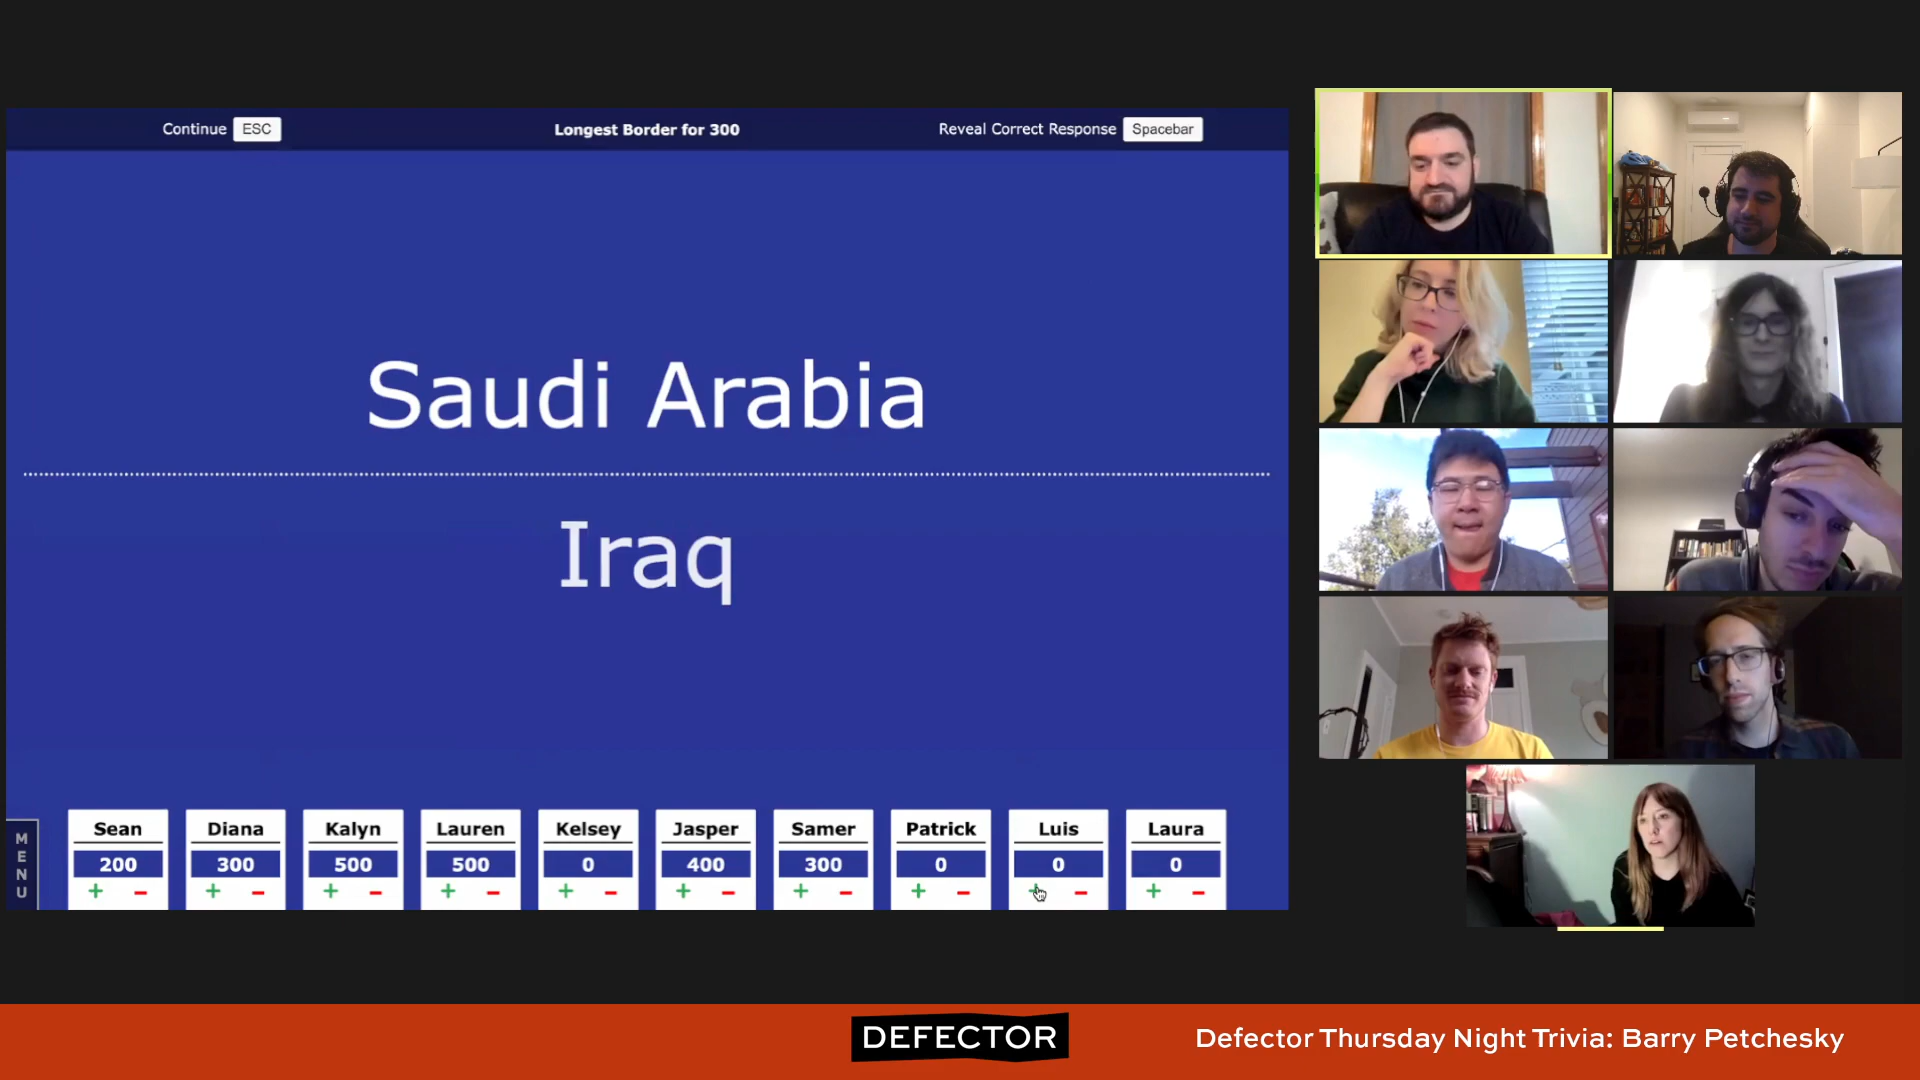 Continue ESC
Longest Border for 300
Reveal Correct Response Spacebar
Saudi Arabia
Iraq
MENU
Sean Diana Kalyn Lauren Kelsey Jasper Samer Patrick Luis Laura
200 300 500 500 0 400 300 0 0 0
+ - + - + - + - + - + - + - + - + - + -
DEFECTOR
Defector Thursday Night Trivia: Barry Petchesky